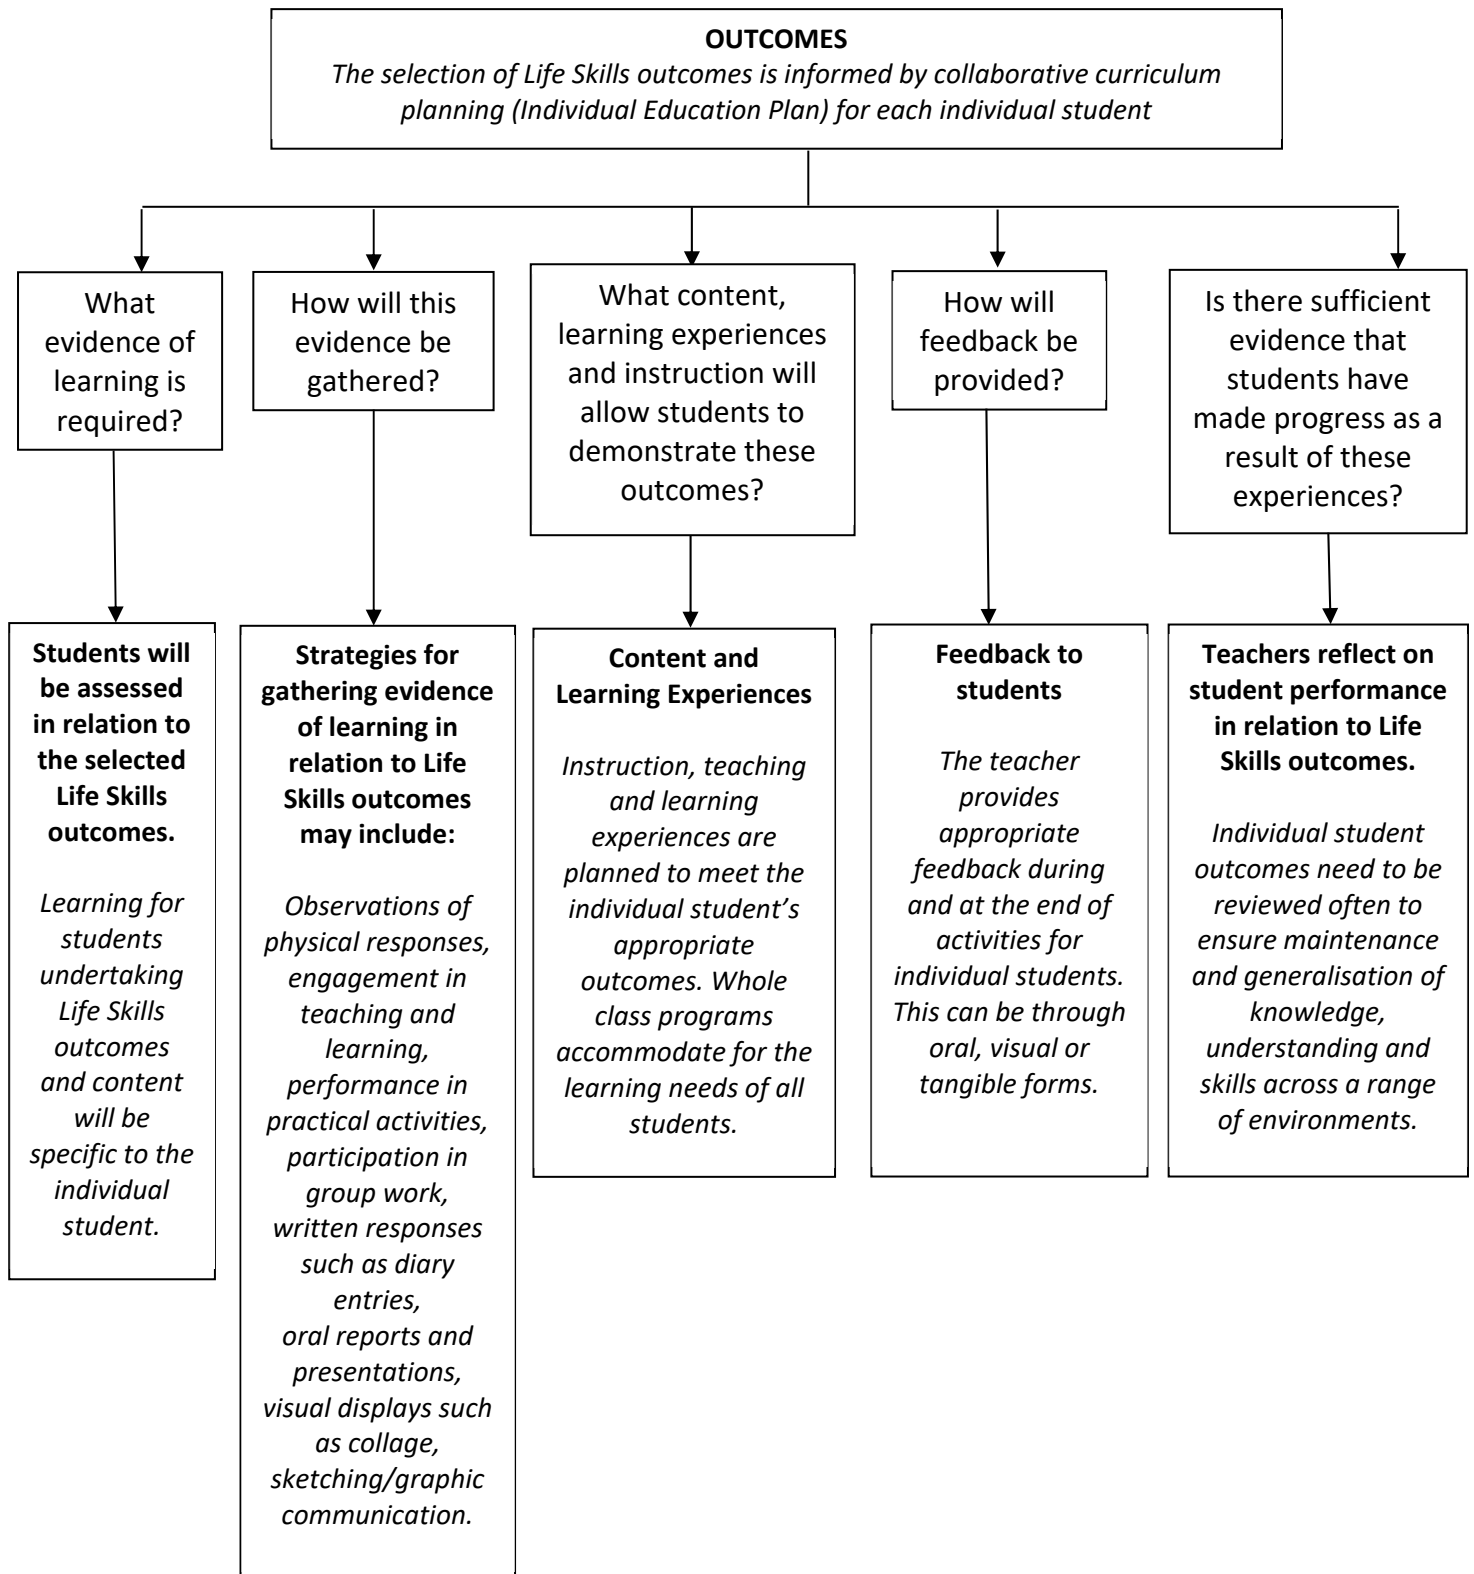 OUTCOMES
The selection of Life Skills outcomes is informed by collaborative curriculum
planning (Individual Education Plan) for each individual student
What
evidence of
learning is
required?
How will this
evidence be
gathered?
What content,
learning experiences
and instruction will
allow students to
demonstrate these
outcomes?
How will
feedback be
provided?
Is there sufficient
evidence that
students have
made progress as a
result of these
experiences?
Students will
be assessed
in relation to
the selected
Life Skills
outcomes.
Learning for
students
undertaking
Life Skills
outcomes
and content
will be
specific to the
individual
student.
Strategies for
gathering evidence
of learning in
relation to Life
Skills outcomes
may include:
Observations of
physical responses,
engagement in
teaching and
learning,
performance in
practical activities,
participation in
group work,
written responses
such as diary
entries,
oral reports and
presentations,
visual displays such
as collage,
sketching/graphic
communication.
Content and
Learning Experiences
Instruction, teaching
and learning
experiences are
planned to meet the
individual student’s
appropriate
outcomes. Whole
class programs
accommodate for the
learning needs of all
students.
Feedback to
students
The teacher
provides
appropriate
feedback during
and at the end of
activities for
individual students.
This can be through
oral, visual or
tangible forms.
Teachers reflect on
student performance
in relation to Life
Skills outcomes.
Individual student
outcomes need to be
reviewed often to
ensure maintenance
and generalisation of
knowledge,
understanding and
skills across a range
of environments.